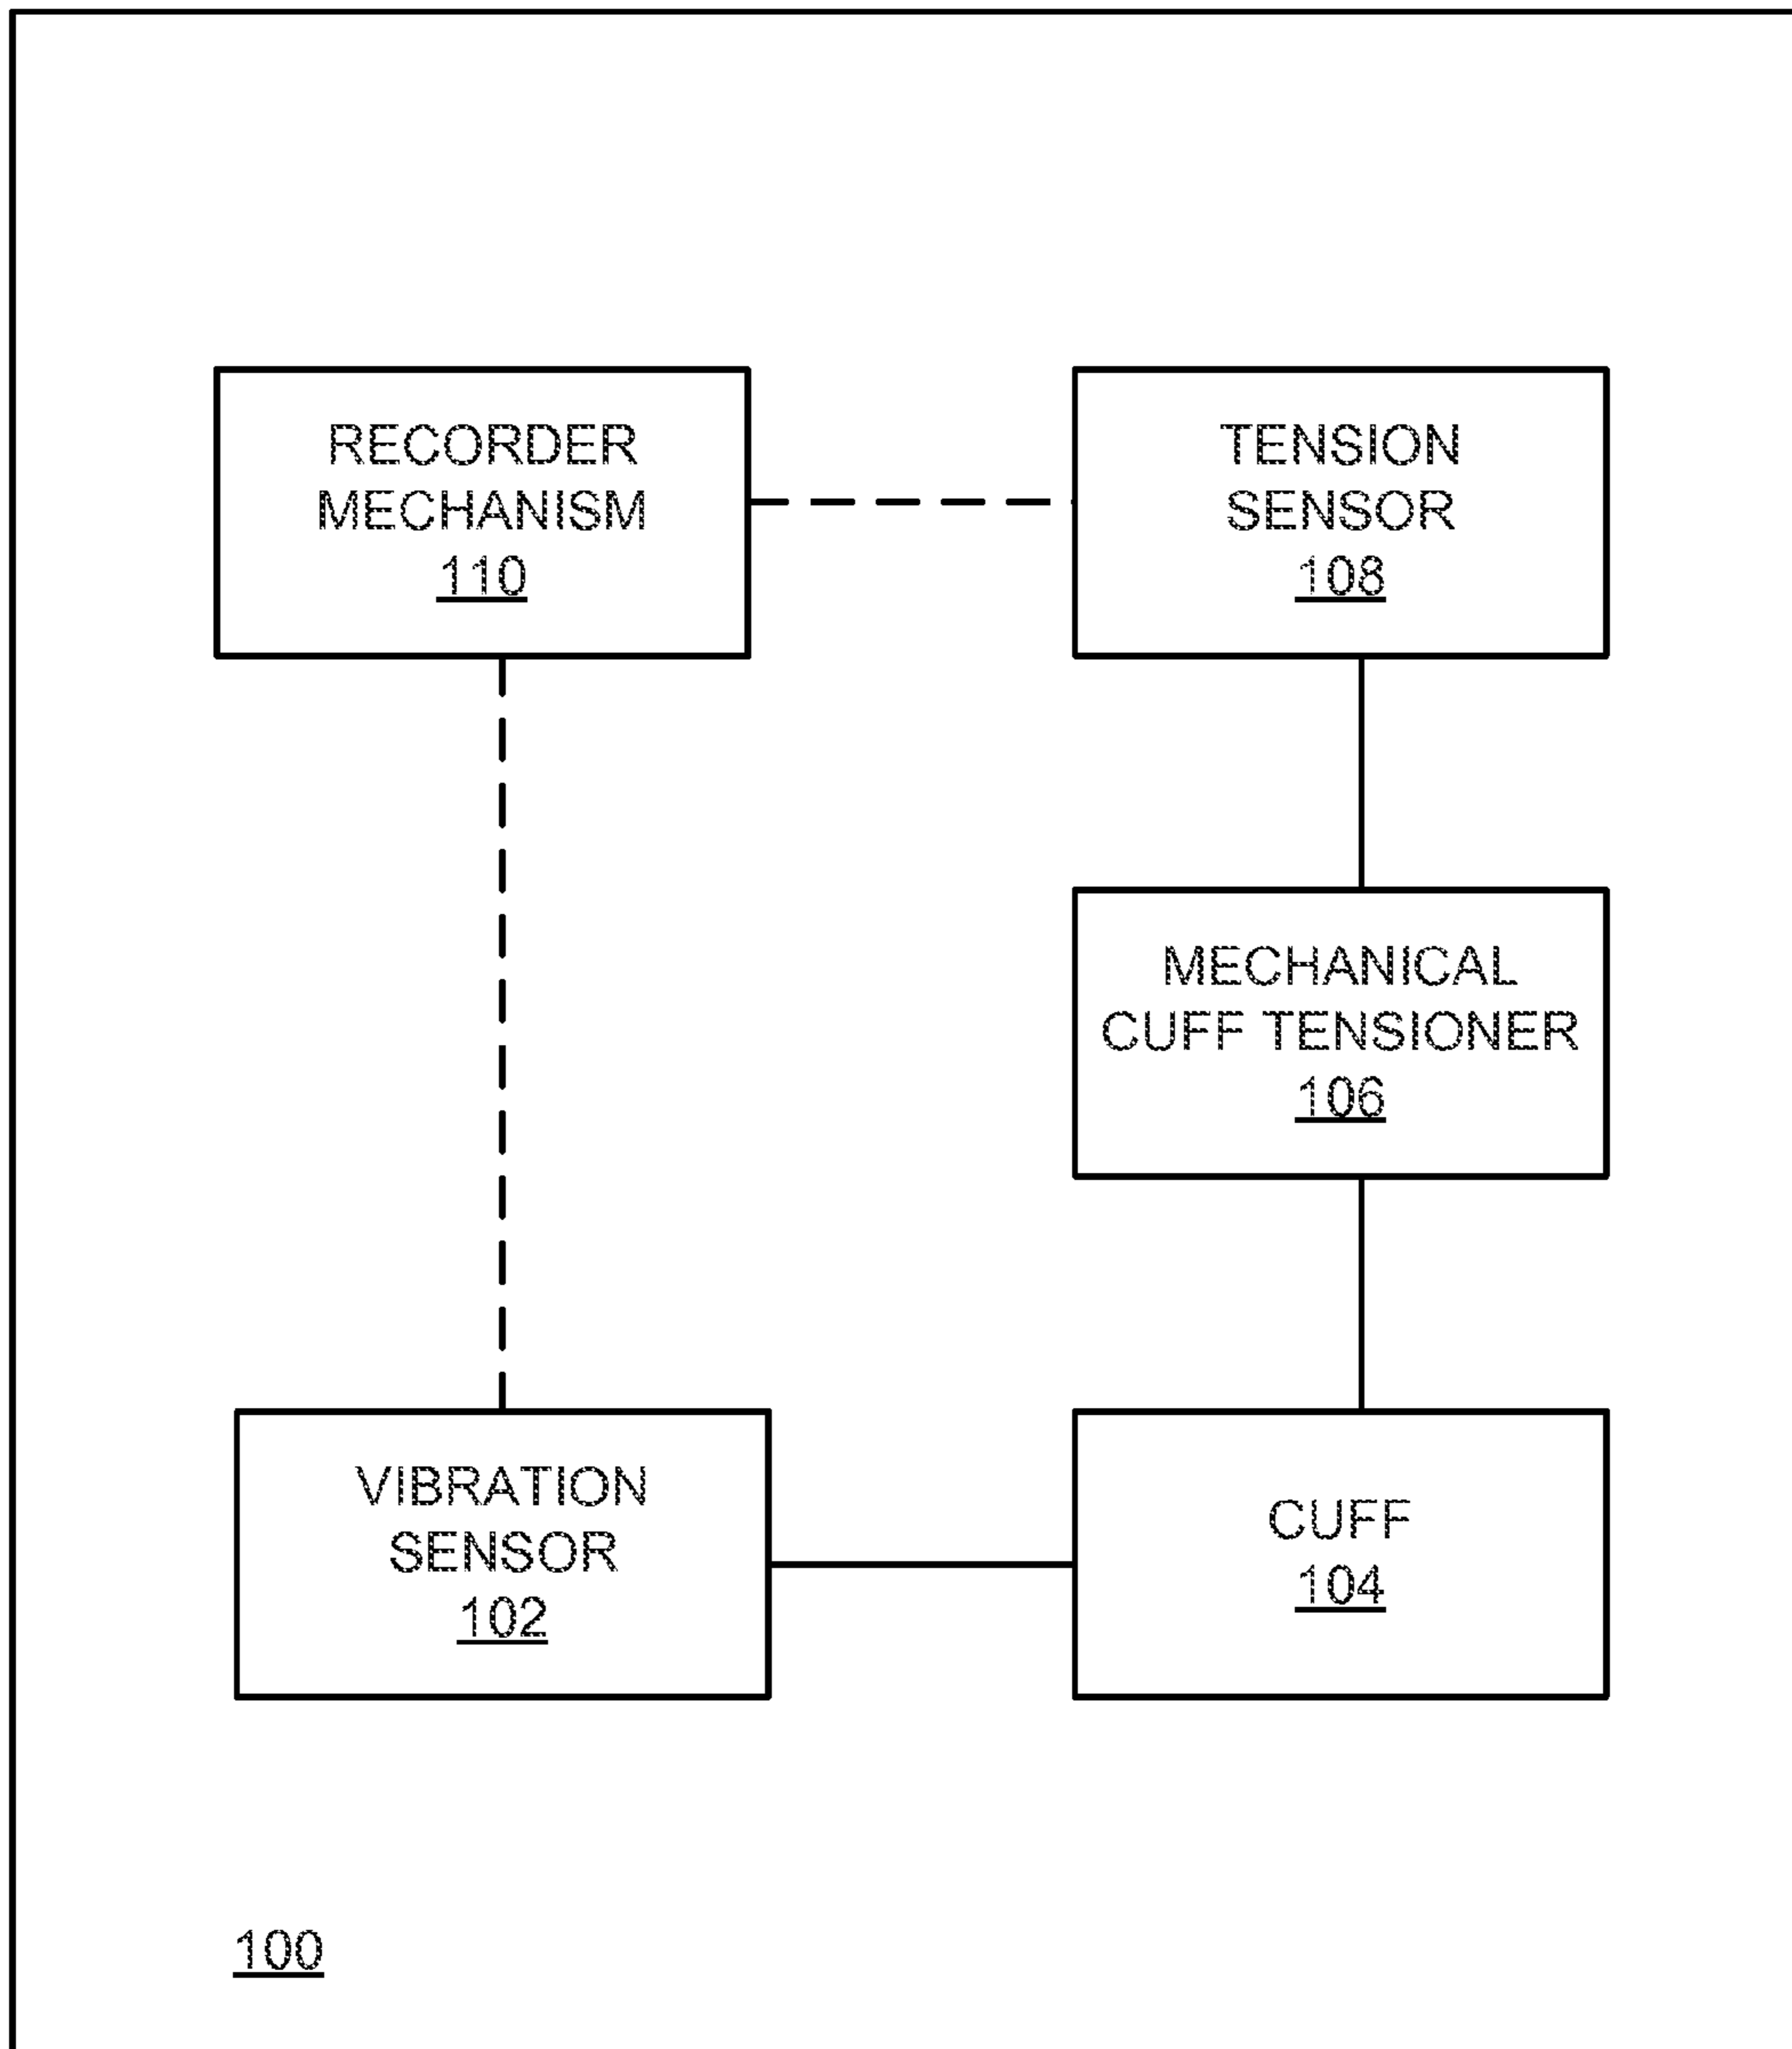 RECORDER
MECHANISM
110
TENSION
SENSOR
108
MECHANICAL
CUFF TENSIONER
106
VIBRATION
SENSOR
102
CUFF
104
100